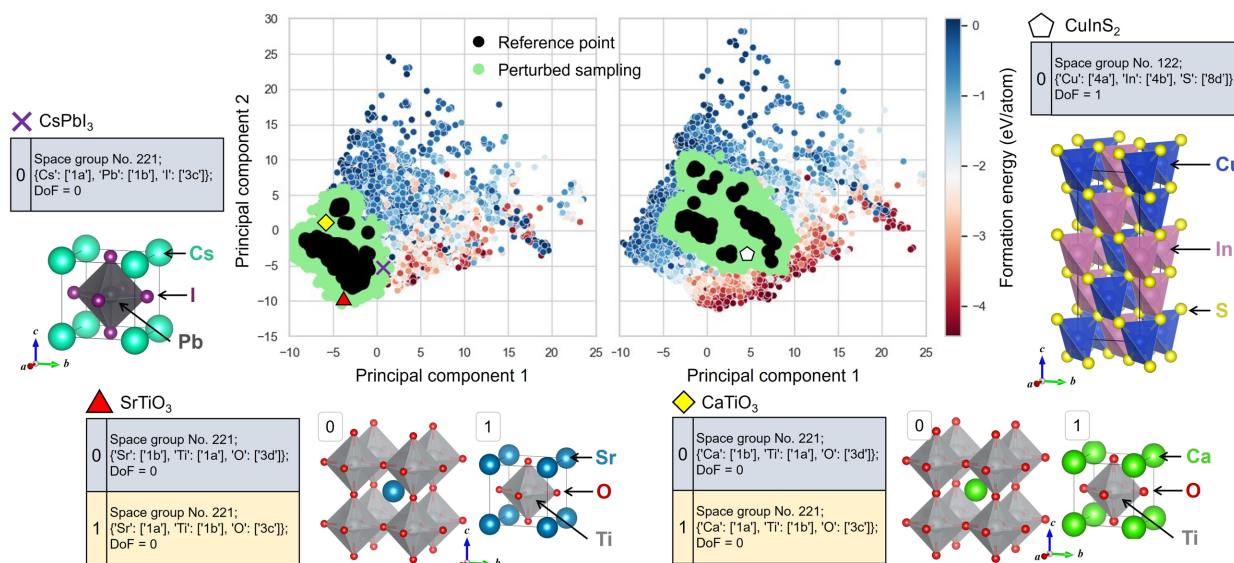 CsPbI3
0
Space group No. 221;
{Cs': ['1a'], 'Pb': ['1b'], 'I': ['3c']};
DoF = 0
Cs
I
Pb
c
a
b
30
25
20
15
10
5
0
-5
-10
-15
Principal component 2
Reference point
Perturbed sampling
-10
-5
0
5
10
15
20
25
Principal component 1
-10
-5
0
5
10
15
20
25
Principal component 1
0
-1
-2
-3
-4
Formation energy (eV/atom)
CuInS2
0
Space group No. 122;
{'Cu': ['4a'], 'In': ['4b'], 'S': ['8d']}
DoF = 1
Cu
In
S
c
a
b
SrTiO3
0
Space group No. 221;
{'Sr': ['1b'], 'Ti': ['1a'], 'O': ['3d']};
DoF = 0
1
Space group No. 221;
{'Sr': ['1a'], 'Ti': ['1b'], 'O': ['3c']};
DoF = 0
0
1
Sr
O
Ti
c
a
b
CaTiO3
0
Space group No. 221;
{'Ca': ['1b'], 'Ti': ['1a'], 'O': ['3d']};
DoF = 0
1
Space group No. 221;
{'Ca': ['1a'], 'Ti': ['1b'], 'O': ['3c']};
DoF = 0
0
1
Ca
O
Ti
c
a
b